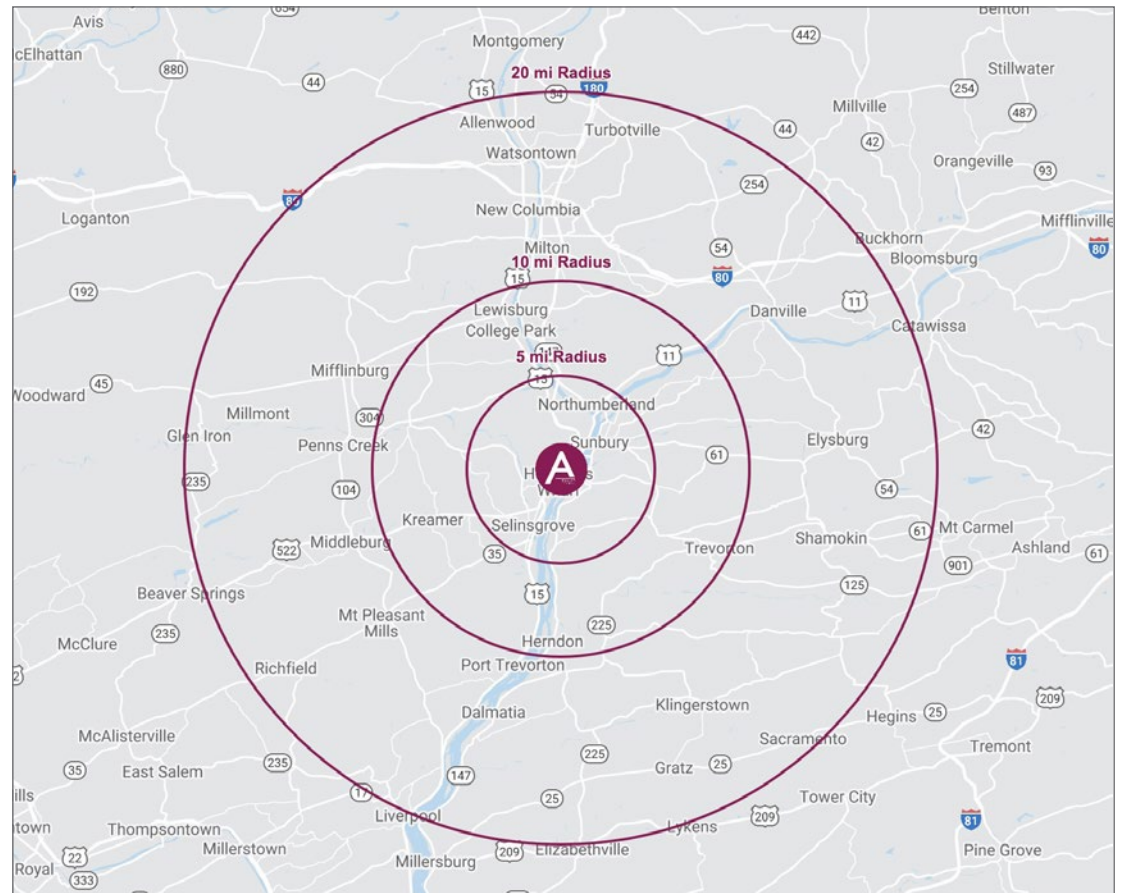 Avis
654
Benton
cElhattan
Montgomery
442
880
44
20 mi Radius
Stillwater
15
54
180
254
487
Millville
Allenwood
Turbotville
44
42
Watsontown
Orangeville
93
254
80
Loganton
New Columbia
Mifflinville
Buckhorn
54
Milton
Bloomsburg
80
10 mi Radius
15
80
192
11
Lewisburg
Danville
College Park
Catawissa
147
11
5 mi Radius
Mifflinburg
15
45
Woodward
Northumberland
Millmont
304
42
Glen Iron
Penns Creek
Sunbury
Elysburg
61
A
235
104
54
Kreamer
Selinsgrove
Mt Carmel
61
Middleburg
Shamokin
522
35
Trevorton
Ashland
61
901
Beaver Springs
15
125
Mt Pleasant
Mills
225
235
McClure
Herndon
Port Trevorton
81
Richfield
209
Klingerstown
Dalmatia
Hegins
25
McAlisterville
Sacramento
Tremont
225
235
35
East Salem
147
Gratz
25
17
25
Tower City
ills
Liverpool
209
81
town
Thompsontown
Lykens
Millerstown
209
Elizabethville
22
Millersburg
Pine Grove
Royal
333